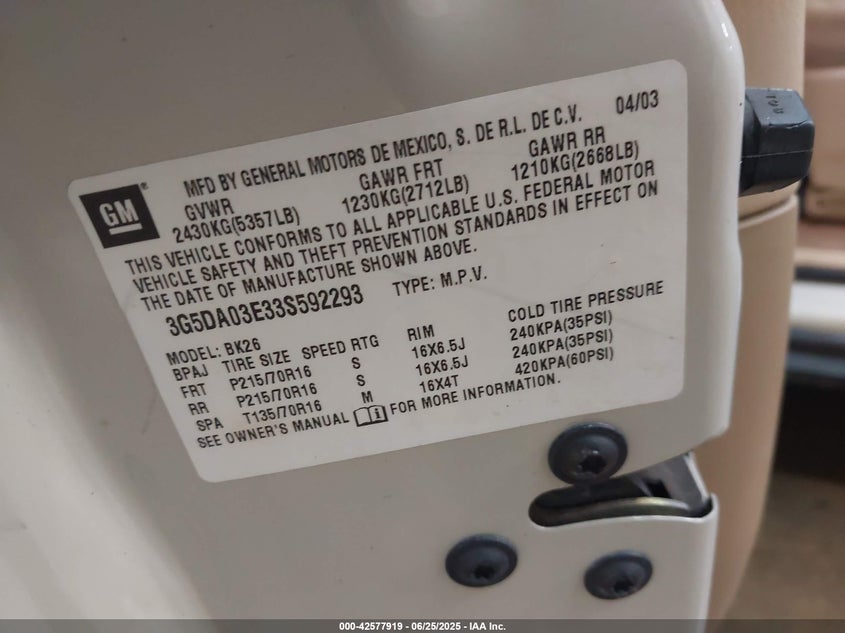 GM®
MFD BY GENERAL MOTORS DE MEXICO, S. DE R.L. DE C.V. 04/03
GVWR GAWR FRT GAWR RR
2430KG(5357LB) 1230KG(2712LB) 1210KG(2668LB)
THIS VEHICLE CONFORMS TO ALL APPLICABLE U.S. FEDERAL MOTOR
VEHICLE SAFETY AND THEFT PREVENTION STANDARDS IN EFFECT ON
THE DATE OF MANUFACTURE SHOWN ABOVE.
3G5DA03E33S592293 TYPE: M.P.V.
MODEL: BK26
BPAJ TIRE SIZE SPEED RTG RIM COLD TIRE PRESSURE
FRT P215/70R16 S 16X6.5J 240KPA(35PSI)
RR P215/70R16 S 16X6.5J 240KPA(35PSI)
SPA T135/70R16 M 16X4T 420KPA(60PSI)
SEE OWNER'S MANUAL FOR MORE INFORMATION.
000-42577919 / 06/25/2025 - IAA Inc.